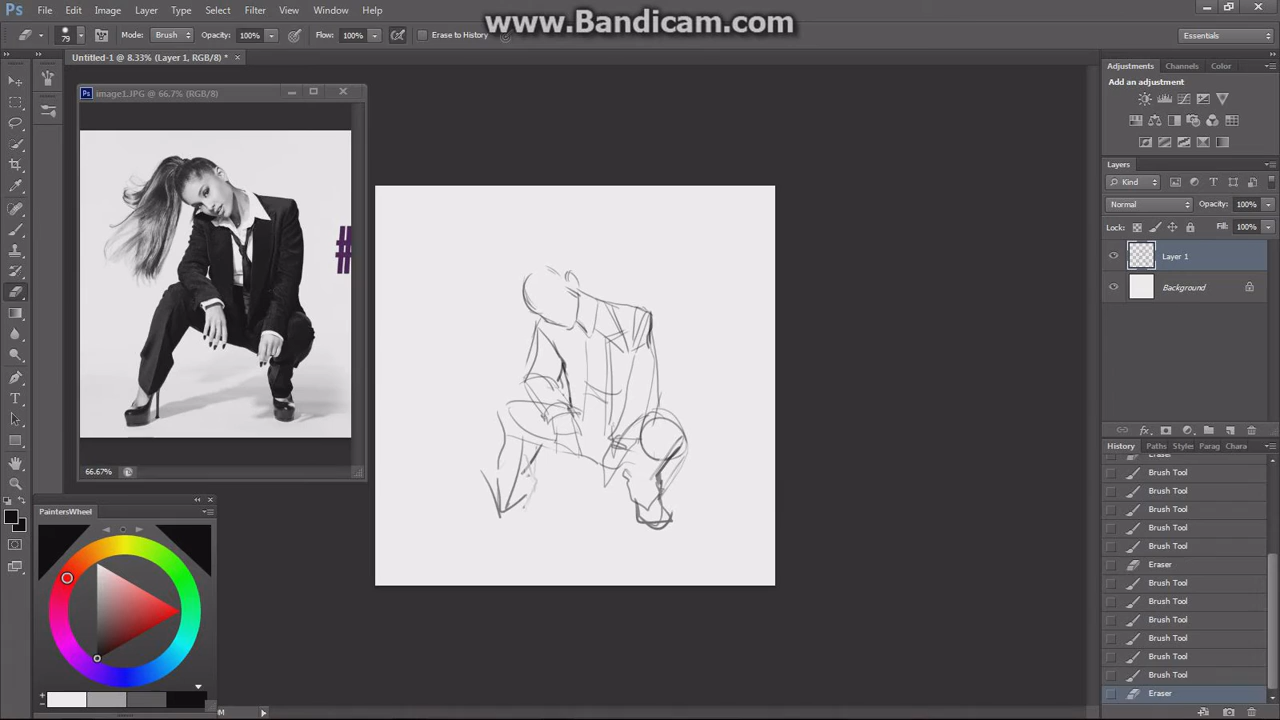 www.Bandicam.com
Ps File Edit Image Layer Type Select Filter View Window Help
79 Mode: Brush Opacity: 100% Flow: 100% Erase to History Essentials
Untitled-1 @ 8.33% (Layer 1, RGB/8) * ×
Ps image1.JPG @ 66.7% (RGB/8)
#
66.67%
PaintersWheel
M
Adjustments Channels Color
Add an adjustment
Layers
Kind
Normal Opacity: 100%
Lock: Fill: 100%
Layer 1
Background
fx
History Paths Style: Parag Chara
Eraser
Brush Tool
Brush Tool
Brush Tool
Brush Tool
Brush Tool
Eraser
Brush Tool
Brush Tool
Brush Tool
Brush Tool
Brush Tool
Brush Tool
Eraser